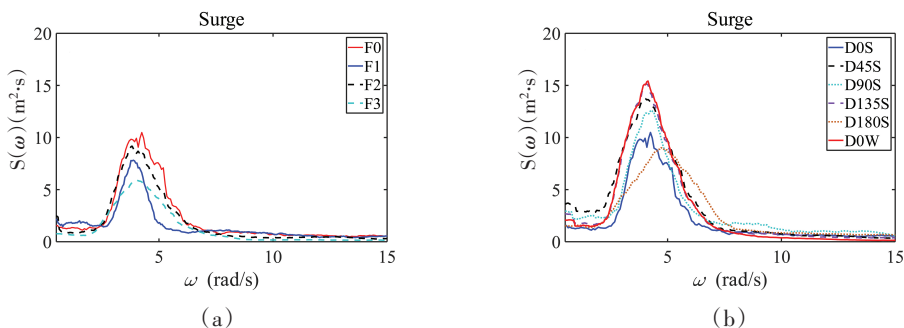 Surge
20
15
10
5
0
5
10
15
S(ω)(m²·s)
ω (rad/s)
F0
F1
F2
F3
(a)
Surge
20
15
10
5
0
5
10
15
S(ω)(m²·s)
ω (rad/s)
D0S
D45S
D90S
D135S
D180S
D0W
(b)